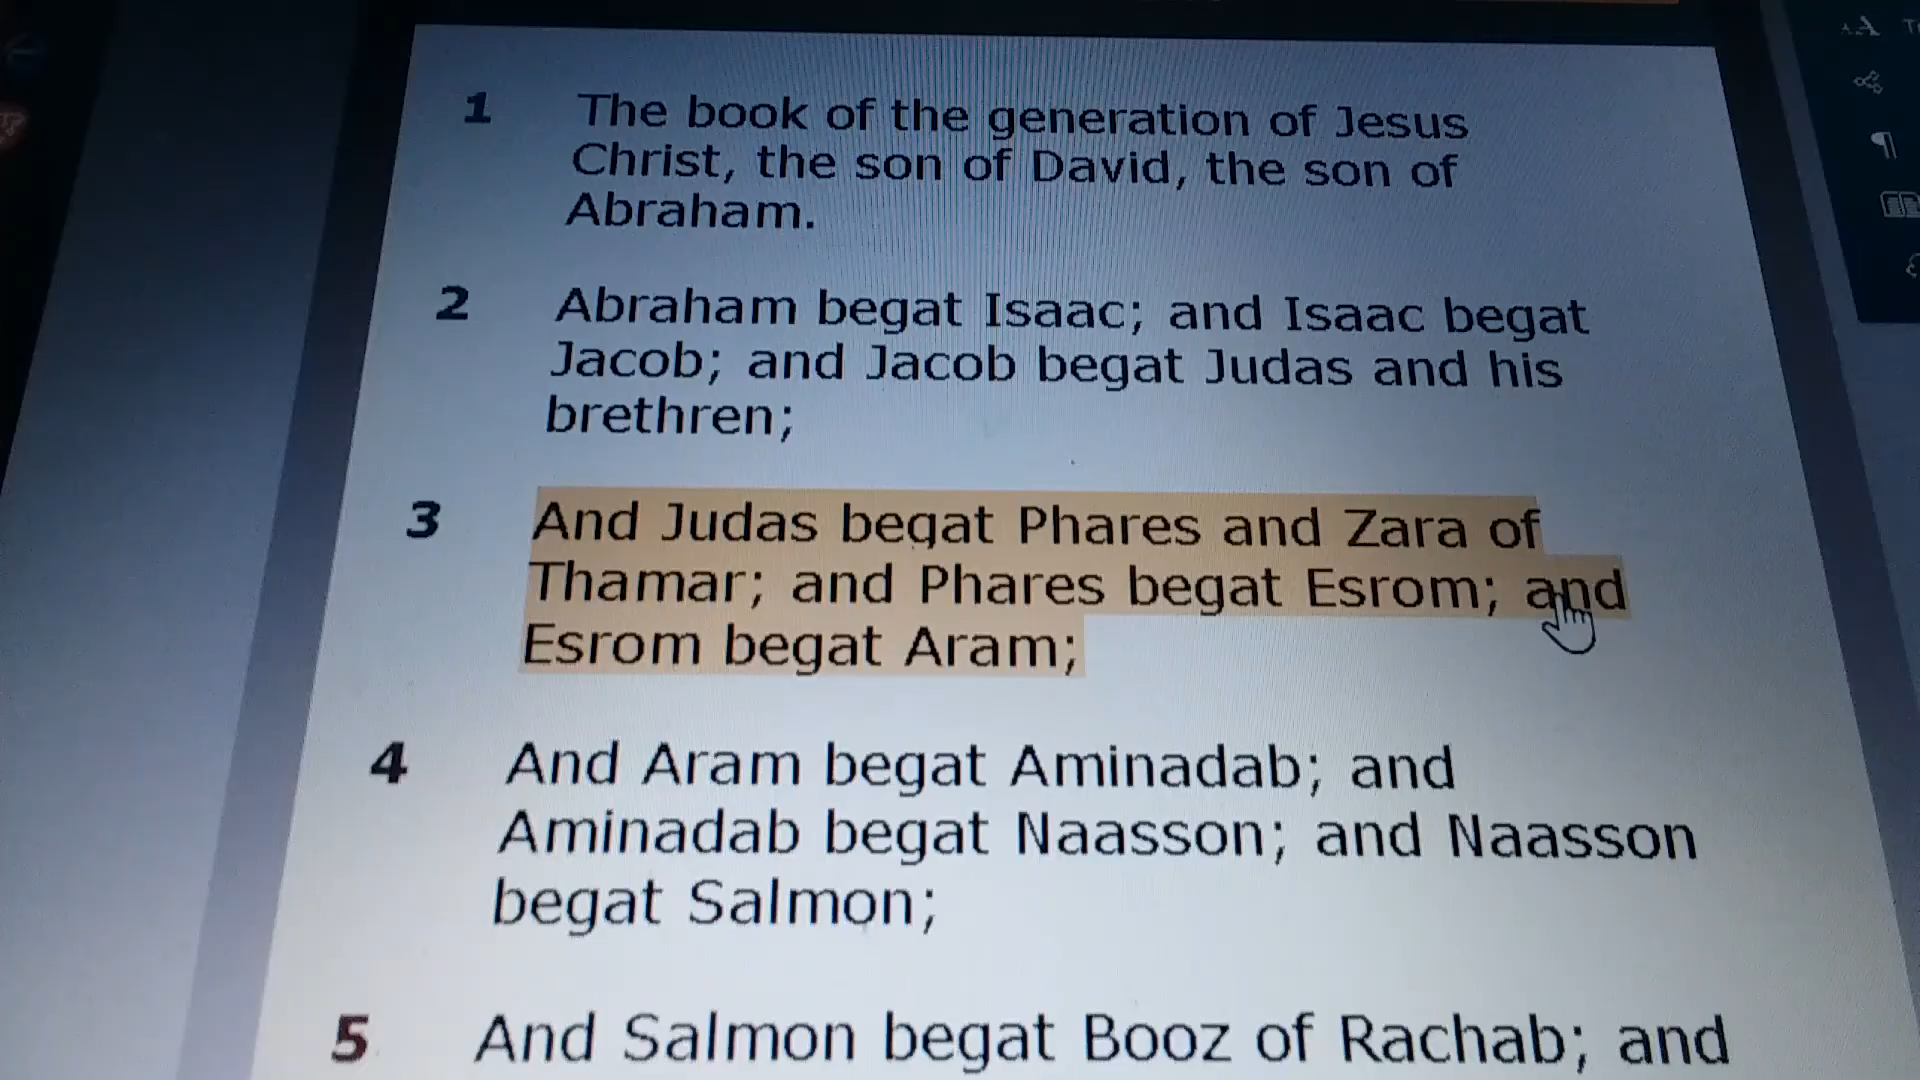 1 The book of the generation of Jesus
Christ, the son of David, the son of
Abraham.
2 Abraham begat Isaac; and Isaac begat
Jacob; and Jacob begat Judas and his
brethren;
3 And Judas begat Phares and Zara of
Thamar; and Phares begat Esrom; and
Esrom begat Aram;
4 And Aram begat Aminadab; and
Aminadab begat Naasson; and Naasson
begat Salmon;
5 And Salmon begat Booz of Rachab; and